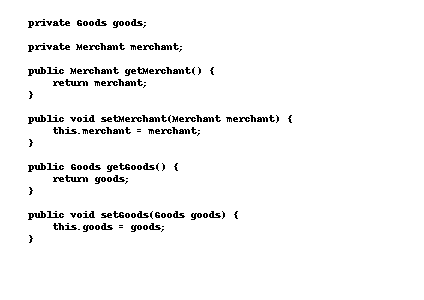 private Goods goods;
private Merchant merchant;
public Merchant getMerchant() {
return merchant;
}
public void setMerchant(Merchant merchant) {
this.merchant = merchant;
}
public Goods getGoods() {
return goods;
}
public void setGoods(Goods goods) {
this.goods = goods;
}